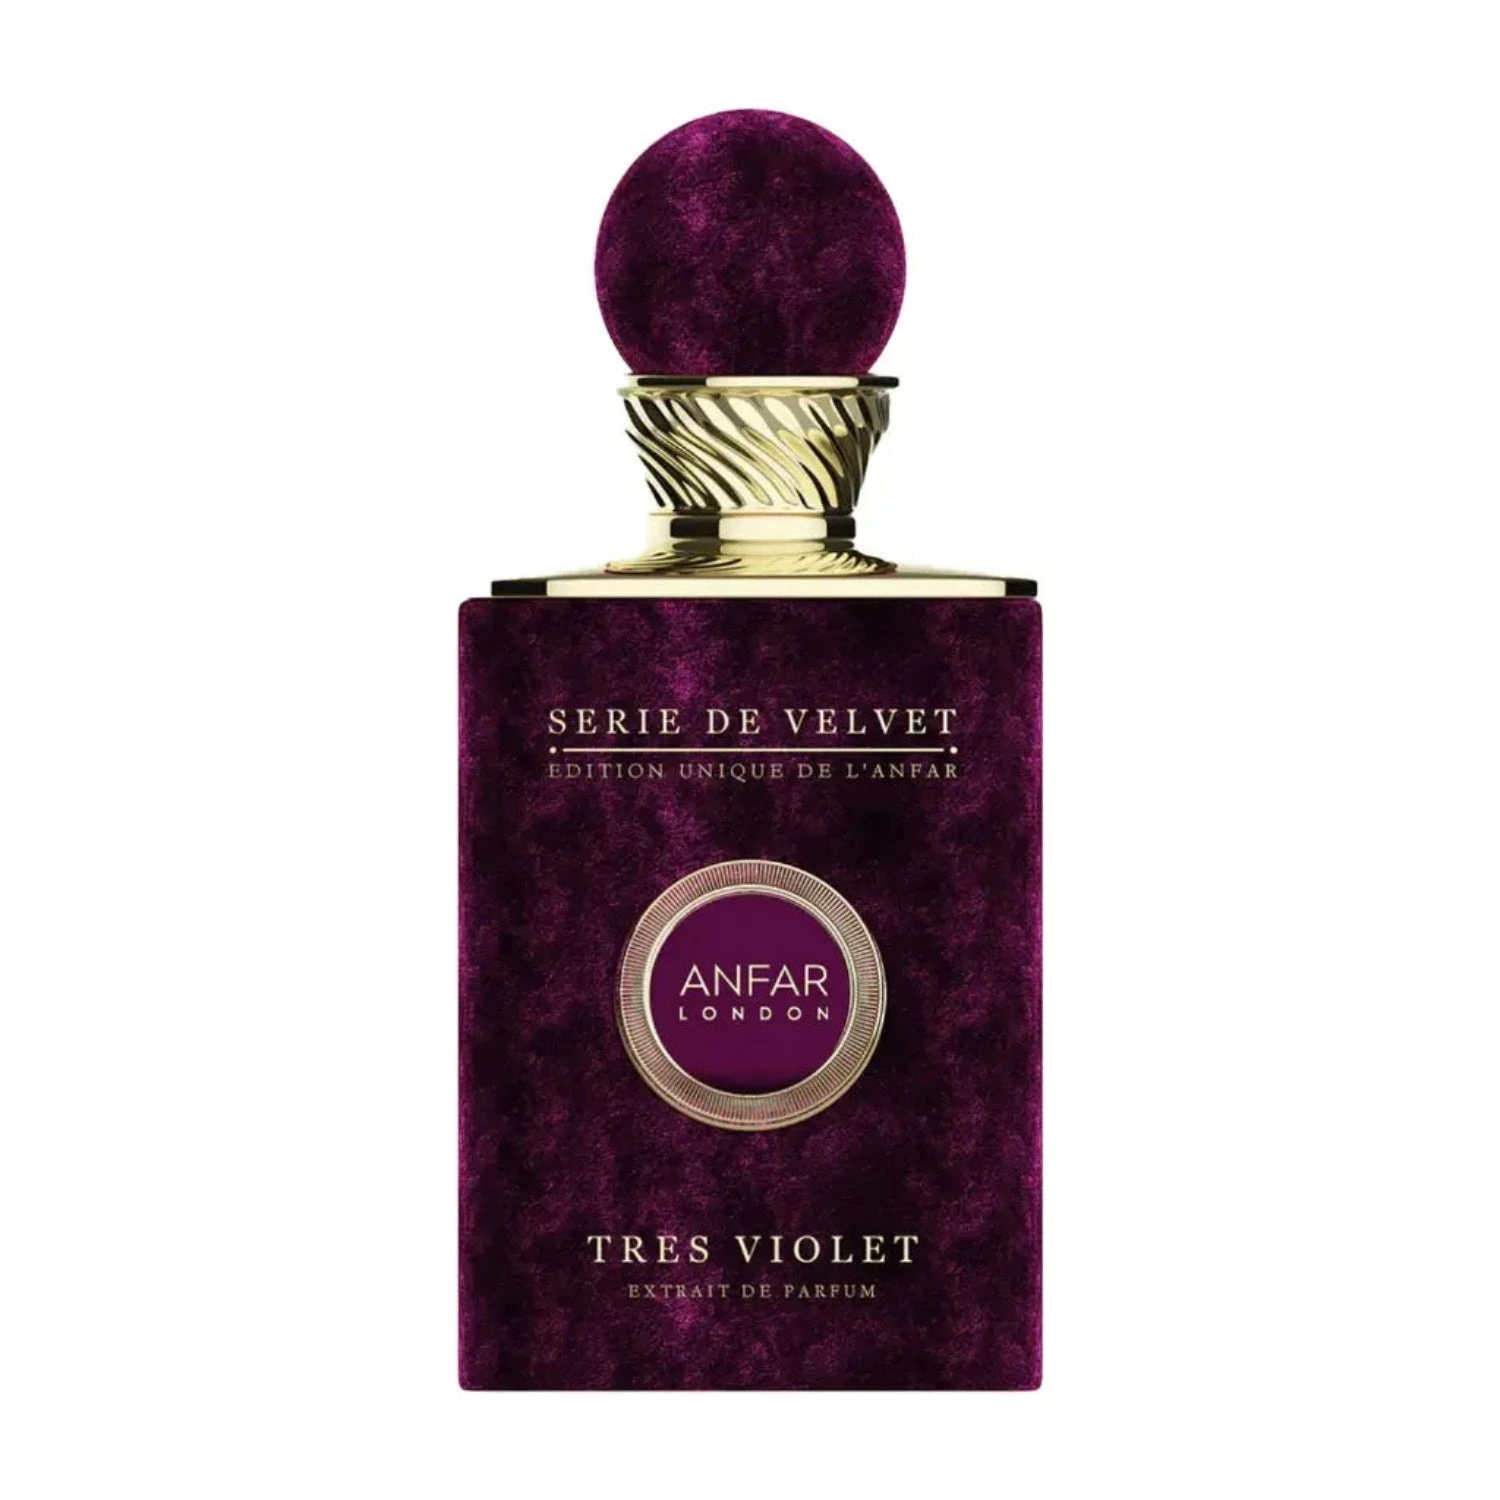 SERIE DE VELVET
EDITION UNIQUE DE L'ANFAR
ANFAR
LONDON
TRES VIOLET
EXTRAIT DE PARFUM